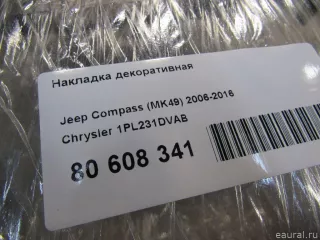 Накладка декоративная
Jeep Compass (MK49) 2006-2016
Chrysler 1PL231DVAB
80 608 341
© eaural.ru